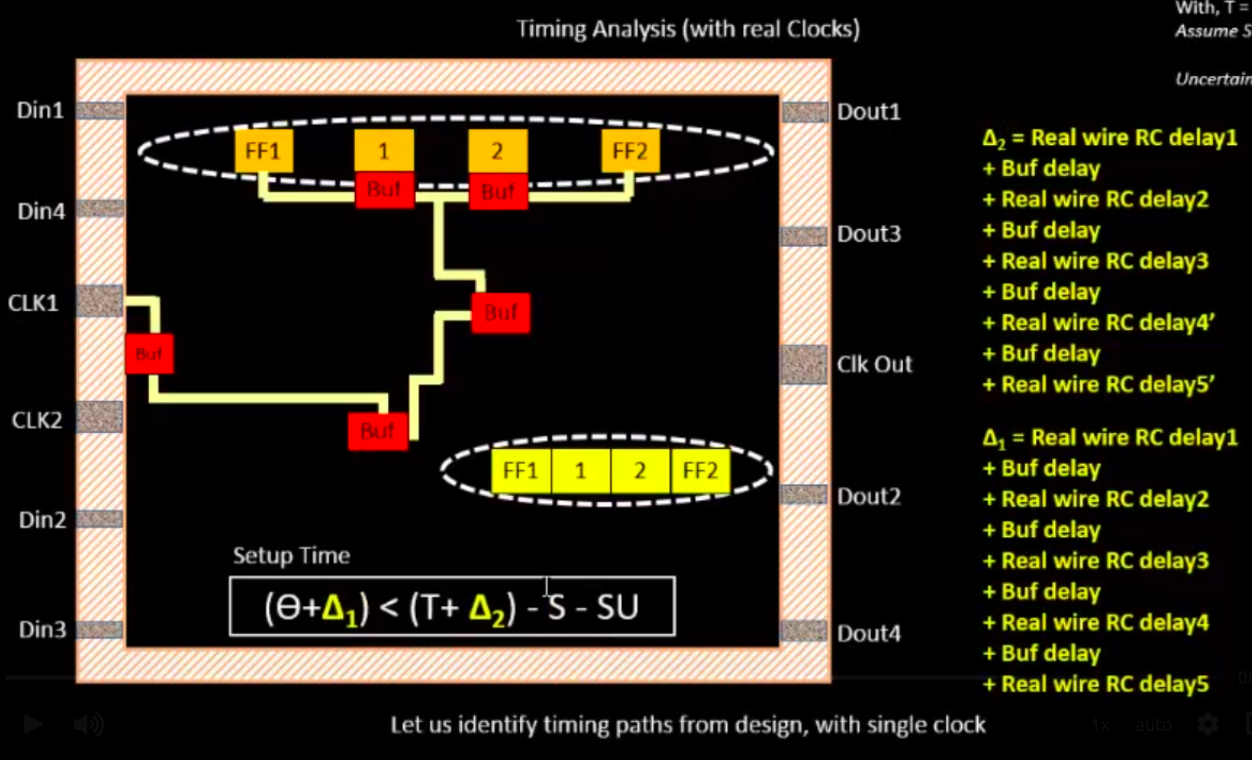 Timing Analysis (with real Clocks)
With, T =
Assume S
Uncertain
Din1
Din4
CLK1
CLK2
Din2
Din3
FF1
1
2
FF2
Buf
Buf
Buf
Buf
Buf
FF1
1
2
FF2
Setup Time
(Θ+Δ₁) < (T+ Δ₂) - S - SU
Dout1
Dout3
Clk Out
Dout2
Dout4
Δ₂ = Real wire RC delay1
+ Buf delay
+ Real wire RC delay2
+ Buf delay
+ Real wire RC delay3
+ Buf delay
+ Real wire RC delay4’
+ Buf delay
+ Real wire RC delay5’
Δ₁ = Real wire RC delay1
+ Buf delay
+ Real wire RC delay2
+ Buf delay
+ Real wire RC delay3
+ Buf delay
+ Real wire RC delay4
+ Buf delay
+ Real wire RC delay5
Let us identify timing paths from design, with single clock
1x
auto